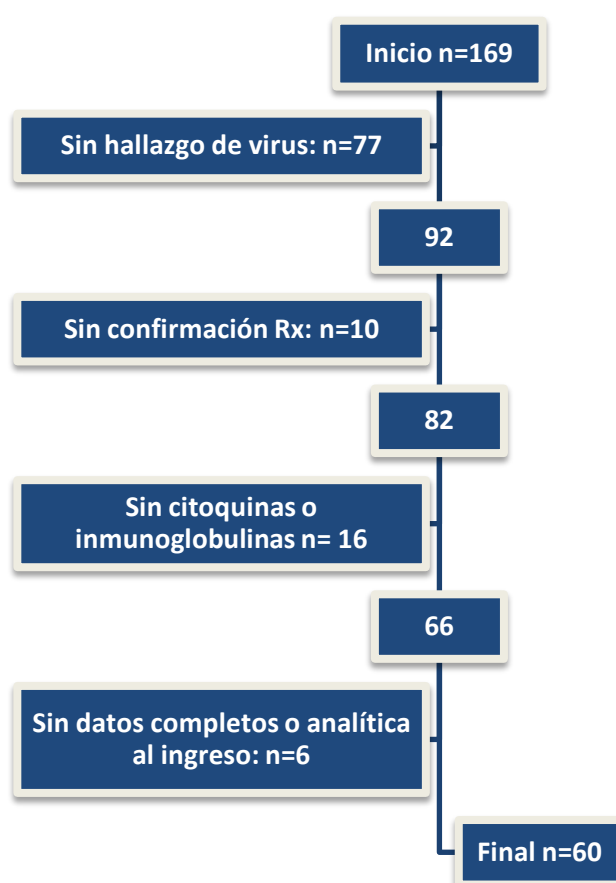 Inicio n=169
Sin hallazgo de virus: n=77
92
Sin confirmación Rx: n=10
82
Sin citoquinas o
inmunoglobulinas n= 16
66
Sin datos completos o analítica
al ingreso: n=6
Final n=60